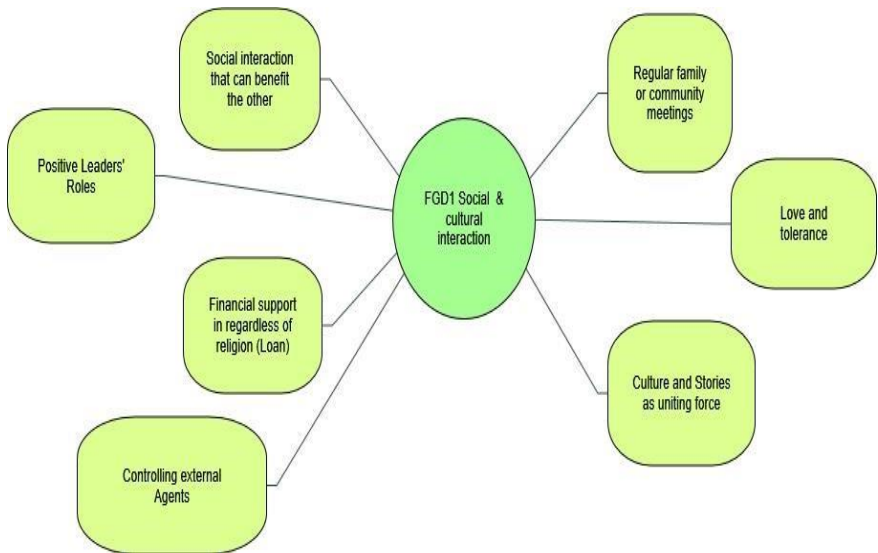 Social interaction
that can benefit
the other
Regular family
or community
meetings
Positive Leaders'
Roles
FGD1 Social &
cultural
interaction
Love and
tolerance
Financial support
in regardless of
religion (Loan)
Culture and Stories
as uniting force
Controlling external
Agents